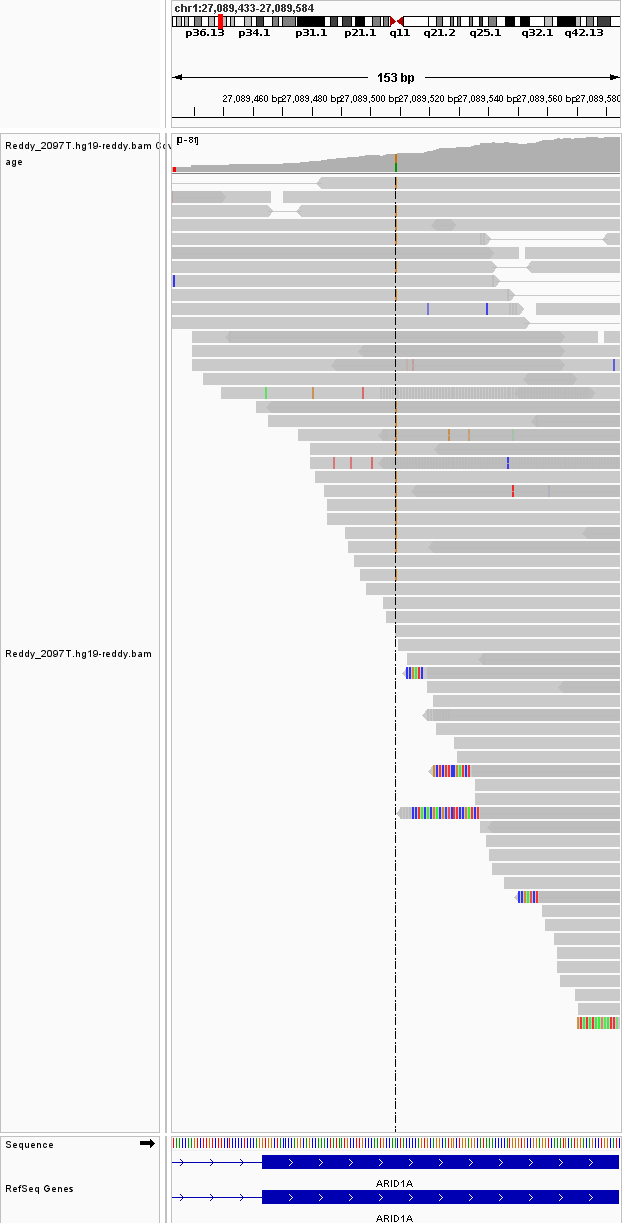 chr1:27,089,433-27,089,584
p36.13 p34.1 p31.1 p21.1 q11 q21.2 q25.1 q32.1 q42.13
153 bp
27,089,460 bp 27,089,480 bp 27,089,500 bp 27,089,520 bp 27,089,540 bp 27,089,560 bp 27,089,580
Reddy_2097T.hg19-reddy.bam Cov
age
[0 - 81]
Reddy_2097T.hg19-reddy.bam
Sequence
ARID1A
RefSeq Genes
ARID1A